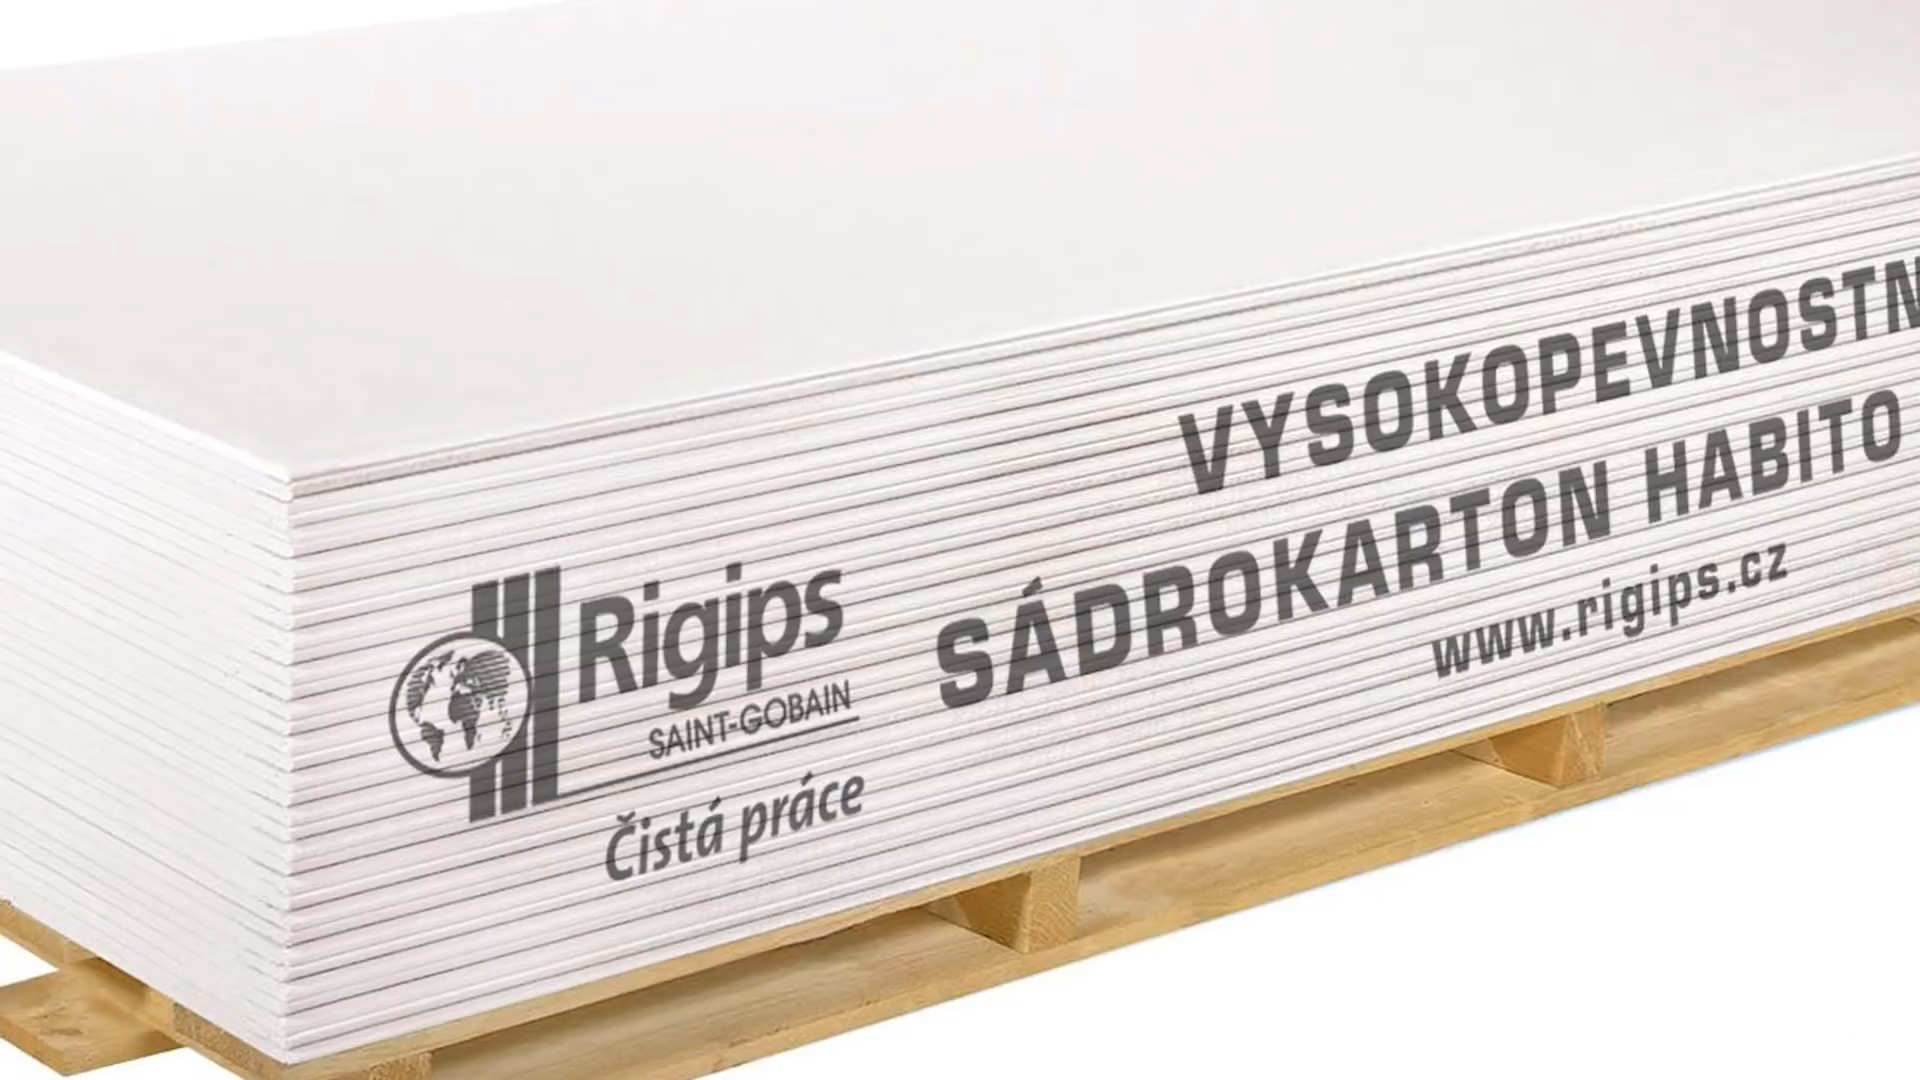 Rigips
SAINT-GOBAIN
Čistá práce
VYSOKOPEVNOSTN
SÁDROKARTON HABITO
www.rigips.cz